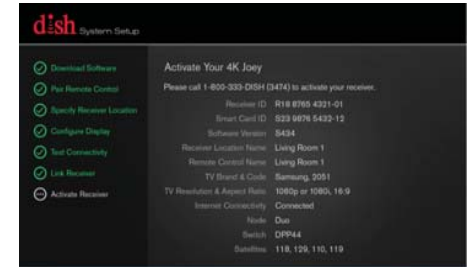 dish System Setup
Download Software
Pair Remote Control
Specify Receiver Location
Configure Display
Test Connectivity
Link Receiver
Activate Receiver
Activate Your 4K Joey
Please call 1-800-333-DISH (3474) to activate your receiver.
Receiver ID R18 8765 4321-01
Smart Card ID S23 9876 5432-12
Software Version S434
Receiver Location Name Living Room 1
Remote Control Name Living Room 1
TV Brand & Code Samsung, 2051
TV Resolution & Aspect Ratio 1080p or 1080i, 16:9
Internet Connectivity Connected
Node Duo
Switch DPP44
Satellites 118, 129, 110, 119